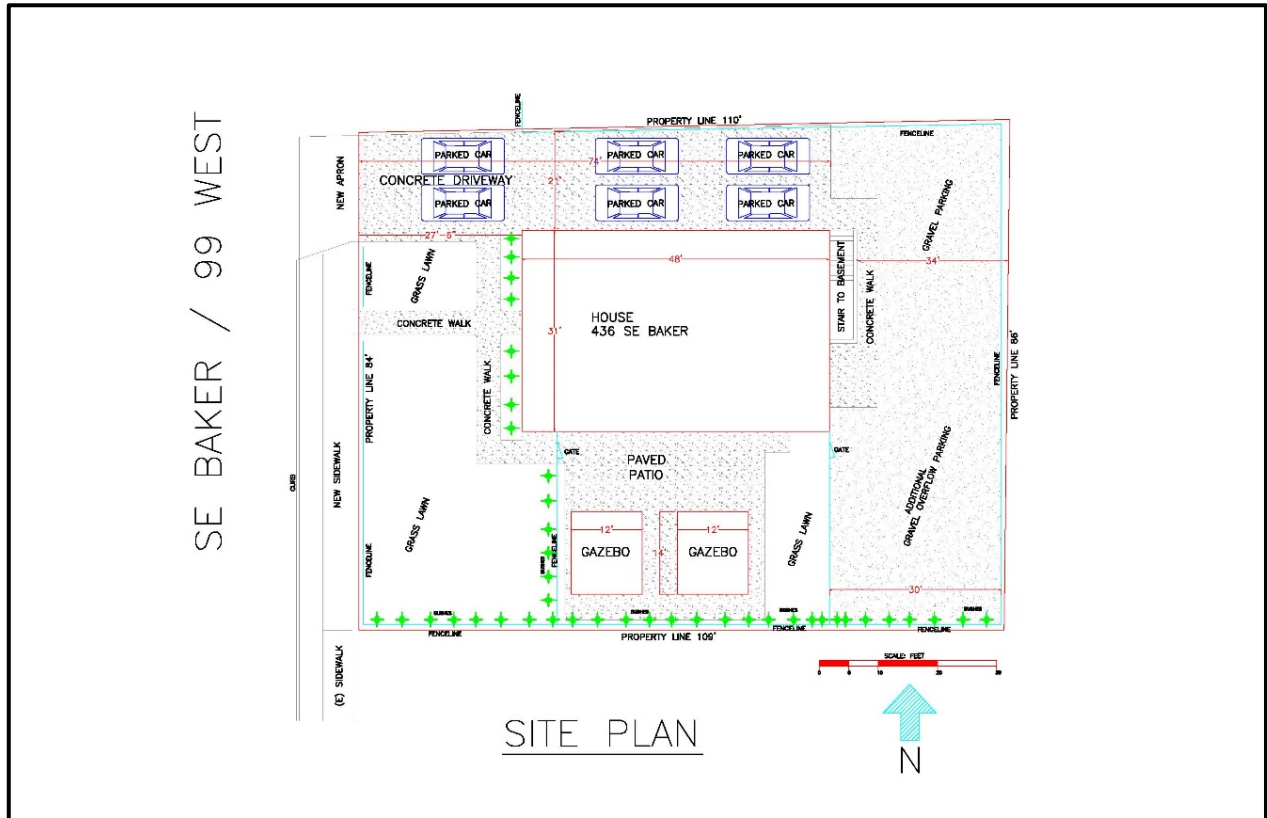 SE BAKER / 99 WEST
FENCELINE
PROPERTY LINE 110'
FENCELINE
NEW APRON
PARKED CAR
PARKED CAR
PARKED CAR
74'
CONCRETE DRIVEWAY
21'
PARKED CAR
PARKED CAR
PARKED CAR
GRAVEL PARKING
27'-5"
GRASS LAWN
FENCELINE
48'
STAIR TO BASEMENT
CONCRETE WALK
34'
HOUSE
436 SE BAKER
31'
CONCRETE WALK
CONCRETE WALK
PROPERTY LINE 84'
FENCELINE
PROPERTY LINE 86'
CURB
NEW SIDEWALK
GATE
GATE
PAVED
PATIO
GRASS LAWN
FENCELINE
BUSHES
FENCELINE
12'
GAZEBO
14'
12'
GAZEBO
GRASS LAWN
ADDITIONAL
GRAVEL OVERFLOW PARKING
30'
BUSHES
BUSHES
BUSHES
BUSHES
FENCELINE
PROPERTY LINE 109'
FENCELINE
FENCELINE
(E) SIDEWALK
SCALE: FEET
0 5 10 20 30
SITE PLAN
N